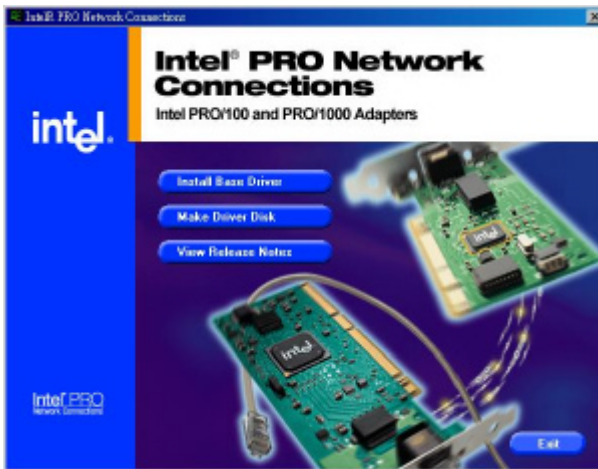 IntelR PRO Network Connections
Intel® PRO Network
Connections
Intel PRO/100 and PRO/1000 Adapters
intel.
Install Base Driver
Make Driver Disk
View Release Notes
intel
intel
Intel PRO
Network Connections
Exit